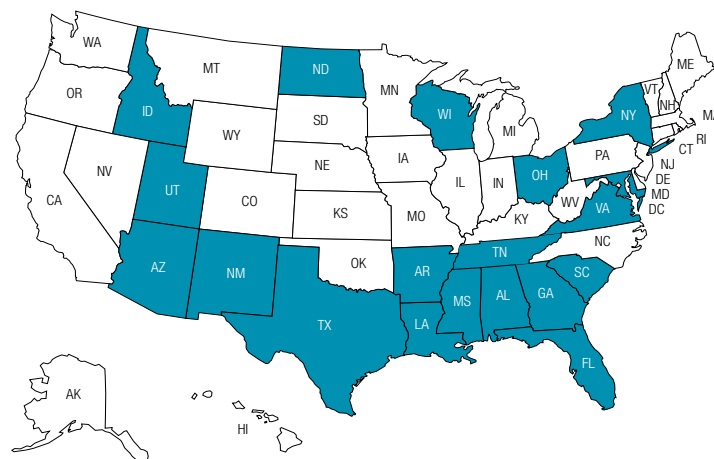 WA
MT
ND
MN
ME
VT
NH
OR
ID
SD
WI
MI
NY
WY
RI
CT
NE
IA
PA
NJ
NV
UT
CO
IL
IN
OH
DE
MD
CA
KS
MO
KY
WV
VA
DC
NC
AZ
NM
OK
AR
TN
SC
TX
LA
MS
AL
GA
FL
AK
HI